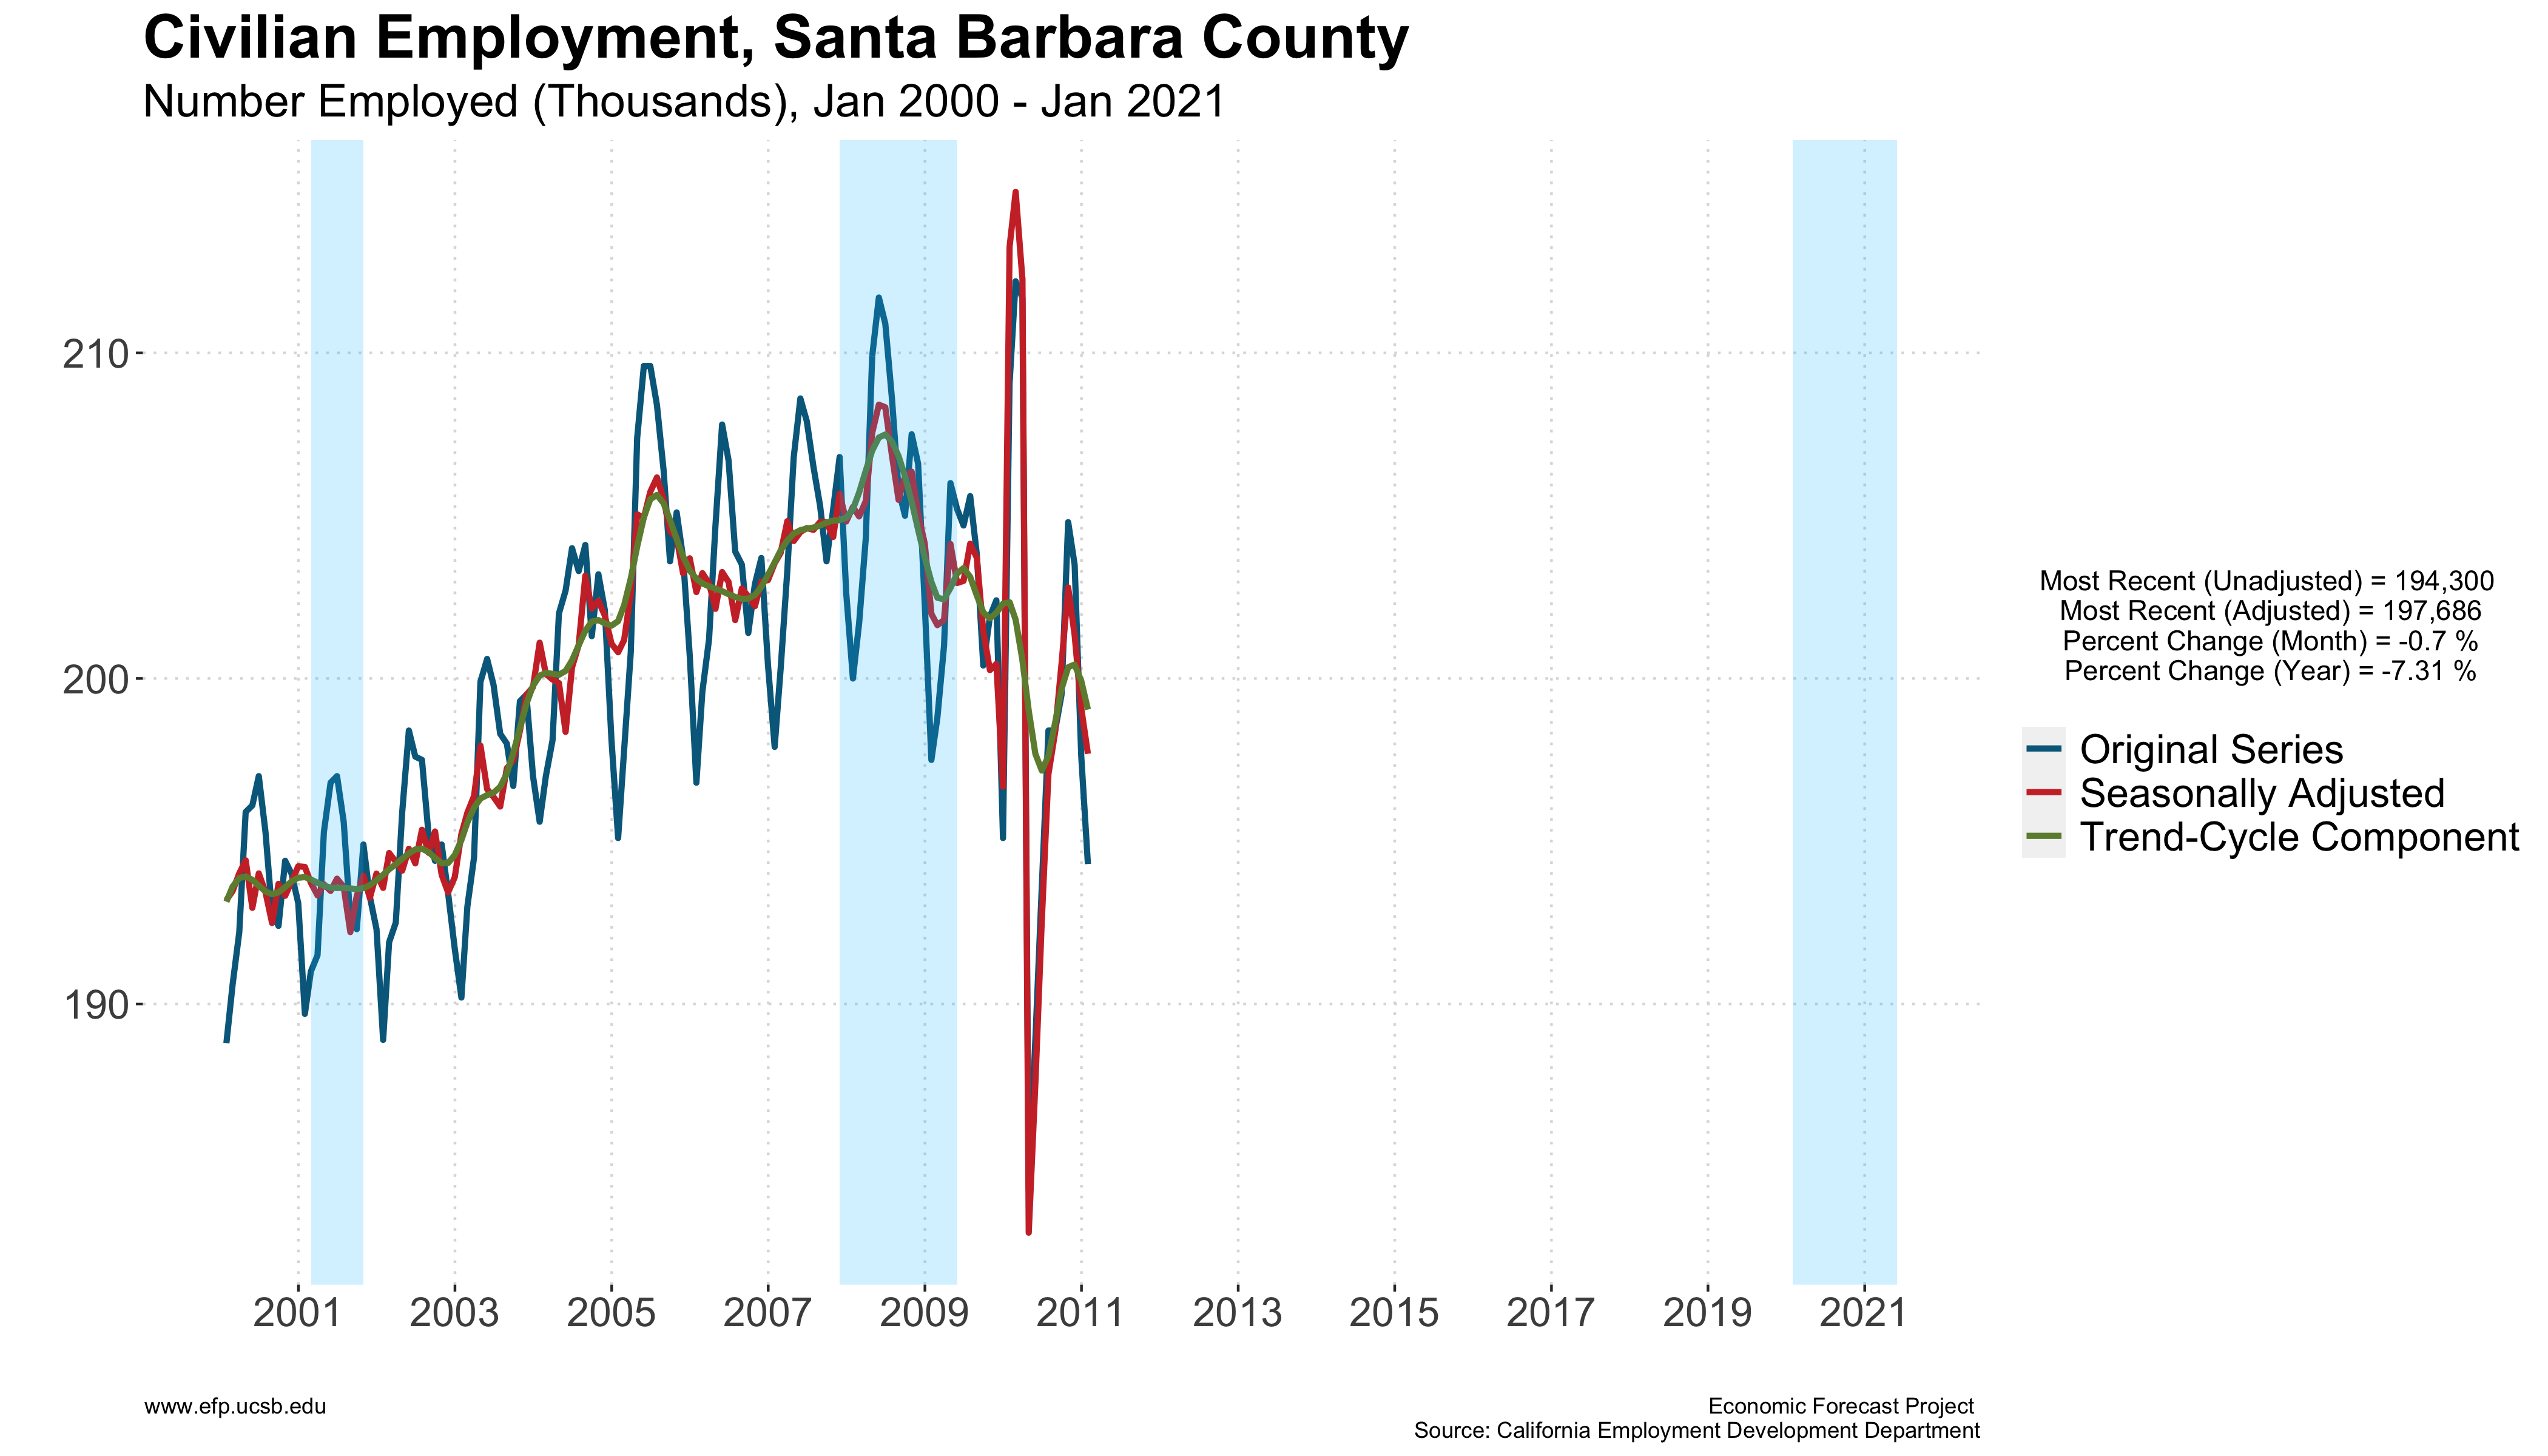 Civilian Employment, Santa Barbara County
Number Employed (Thousands), Jan 2000 - Jan 2021
210
200
190
2001 2003 2005 2007 2009 2011 2013 2015 2017 2019 2021
Most Recent (Unadjusted) = 194,300
Most Recent (Adjusted) = 197,686
Percent Change (Month) = -0.7 %
Percent Change (Year) = -7.31 %
Original Series
Seasonally Adjusted
Trend-Cycle Component
www.efp.ucsb.edu
Economic Forecast Project
Source: California Employment Development Department